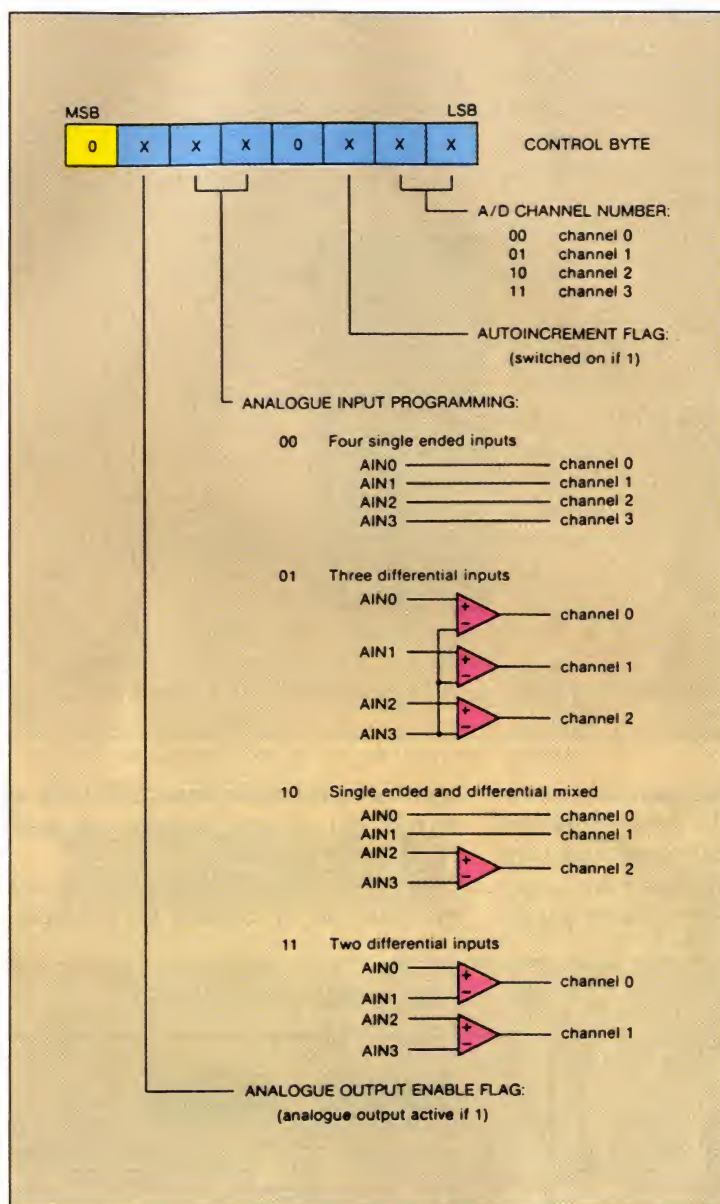 MSB LSB
0 X X X 0 X X X CONTROL BYTE
A/D CHANNEL NUMBER:
00 channel 0
01 channel 1
10 channel 2
11 channel 3
AUTOINCREMENT FLAG:
(switched on if 1)
ANALOGUE INPUT PROGRAMMING:
00 Four single ended inputs
AIN0 channel 0
AIN1 channel 1
AIN2 channel 2
AIN3 channel 3
01 Three differential inputs
AIN0 + − channel 0
AIN1 + − channel 1
AIN2 + − channel 2
AIN3
10 Single ended and differential mixed
AIN0 channel 0
AIN1 channel 1
AIN2 + − channel 2
AIN3
11 Two differential inputs
AIN0 + − channel 0
AIN1
AIN2 + − channel 1
AIN3
ANALOGUE OUTPUT ENABLE FLAG:
(analogue output active if 1)